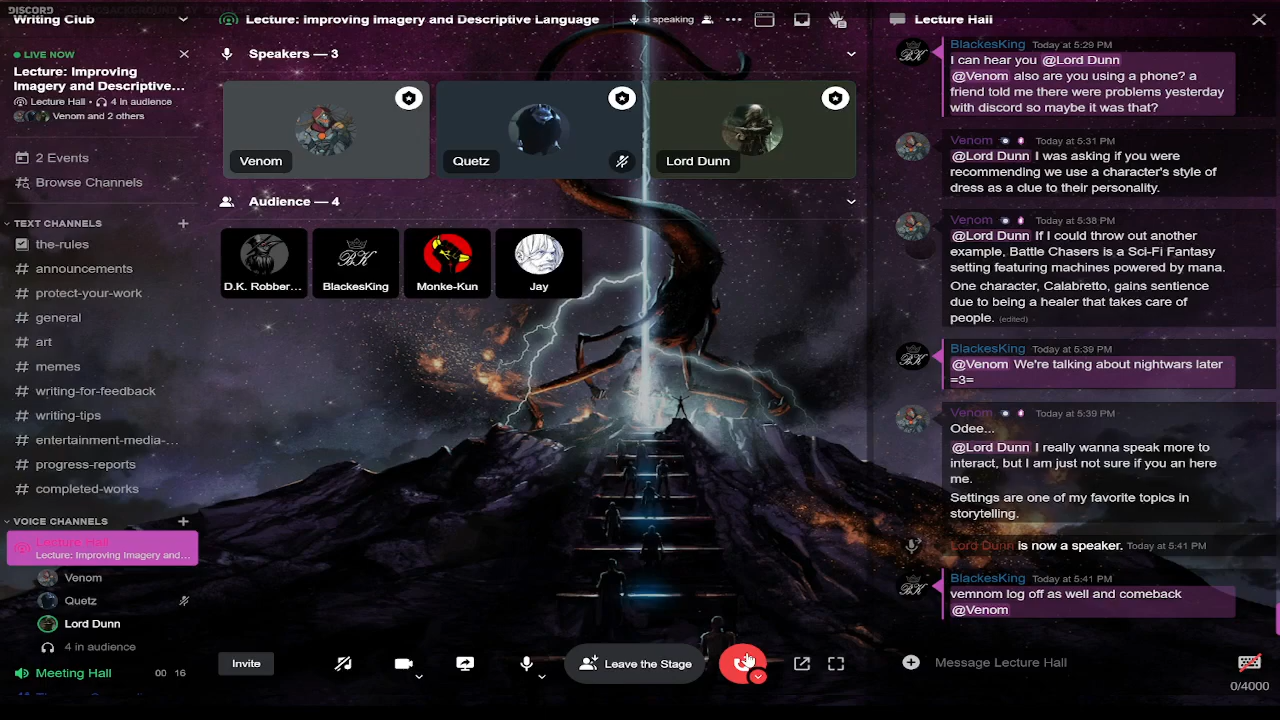 DISCORD
Writing Club
LIVE NOW
Lecture: Improving
Imagery and Descriptive...
Lecture Hall • 4 in audience
Venom and 2 others
2 Events
Browse Channels
TEXT CHANNELS
the-rules
announcements
protect-your-work
general
art
memes
writing-for-feedback
writing-tips
entertainment-media-...
progress-reports
completed-works
VOICE CHANNELS
Lecture Hall
Lecture: Improving Imagery and...
Venom
Quetz
Lord Dunn
4 in audience
Meeting Hall 00 16
Lecture: Improving Imagery and Descriptive Language
speaking
Speakers — 3
Venom
Quetz
Lord Dunn
Audience — 4
BK
D.K. Robber...
BlackesKing
Monke-Kun
Jay
Invite
Leave the Stage
Lecture Hall
BlackesKing Today at 5:29 PM
I can hear you @Lord Dunn
@Venom also are you using a phone? a
friend told me there were problems yesterday
with discord so maybe it was that?
Venom Today at 5:31 PM
@Lord Dunn I was asking if you were
recommending we use a character's style of
dress as a clue to their personality.
Venom Today at 5:38 PM
@Lord Dunn If I could throw out another
example, Battle Chasers is a Sci-Fi Fantasy
setting featuring machines powered by mana.
One character, Calabretto, gains sentience
due to being a healer that takes care of
people. (edited)
BlackesKing Today at 5:39 PM
@Venom We're talking about nightwars later
=3=
Venom Today at 5:39 PM
Odee...
@Lord Dunn I really wanna speak more to
interact, but I am just not sure if you an here
me.
Settings are one of my favorite topics in
storytelling.
Lord Dunn is now a speaker. Today at 5:41 PM
BlackesKing Today at 5:41 PM
vemnom log off as well and comeback
@Venom
Message Lecture Hall
0/4000